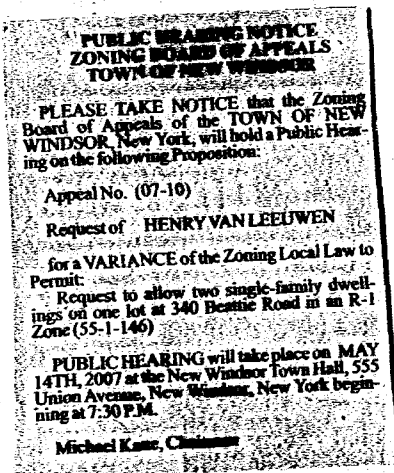 PUBLIC HEARING NOTICE
ZONING BOARD OF APPEALS
TOWN OF NEW WINDSOR
PLEASE TAKE NOTICE that the Zoning
Board of Appeals of the TOWN OF NEW
WINDSOR, New York, will hold a Public Hear-
ing on the following Proposition:
Appeal No. (07-10)
Request of HENRY VAN LEEUWEN
for a VARIANCE of the Zoning Local Law to
Permit:
Request to allow two single-family dwell-
ings on one lot at 340 Beattie Road in an R-1
Zone (55-1-146)
PUBLIC HEARING will take place on MAY
14TH, 2007 at the New Windsor Town Hall, 555
Union Avenue, New Windsor, New York begin-
ning at 7:30 P.M.
Michael Kane, Chairman